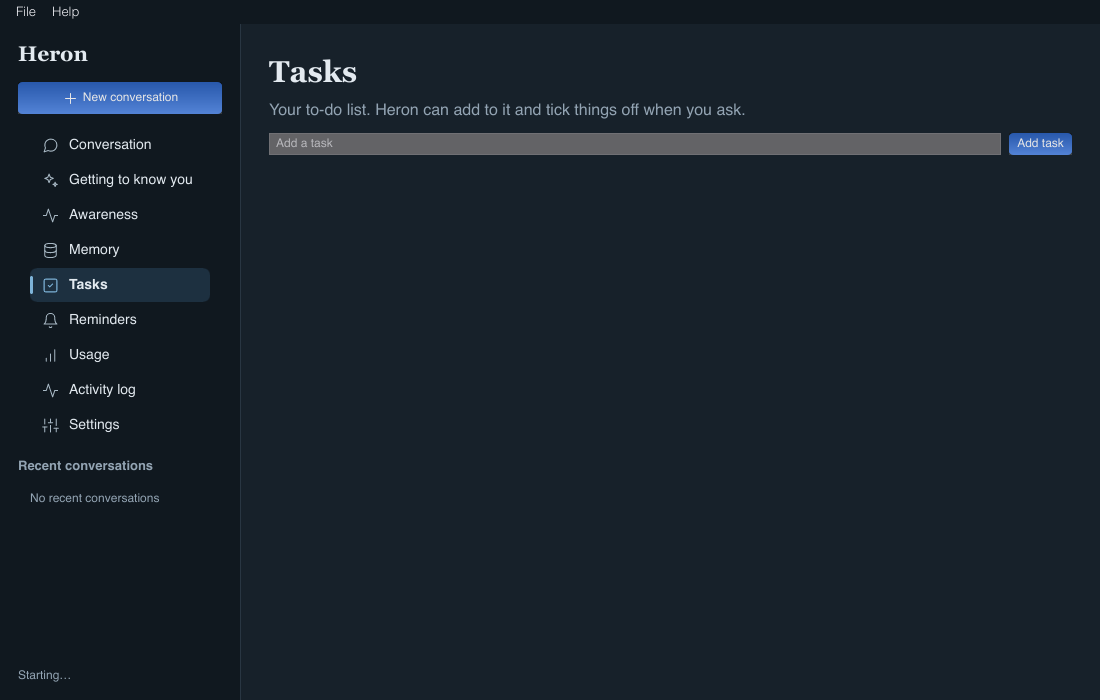 File Help
Heron
New conversation
Conversation
Getting to know you
Awareness
Memory
Tasks
Reminders
Usage
Activity log
Settings
Recent conversations
No recent conversations
Starting…
Tasks
Your to-do list. Heron can add to it and tick things off when you ask.
Add a task
Add task